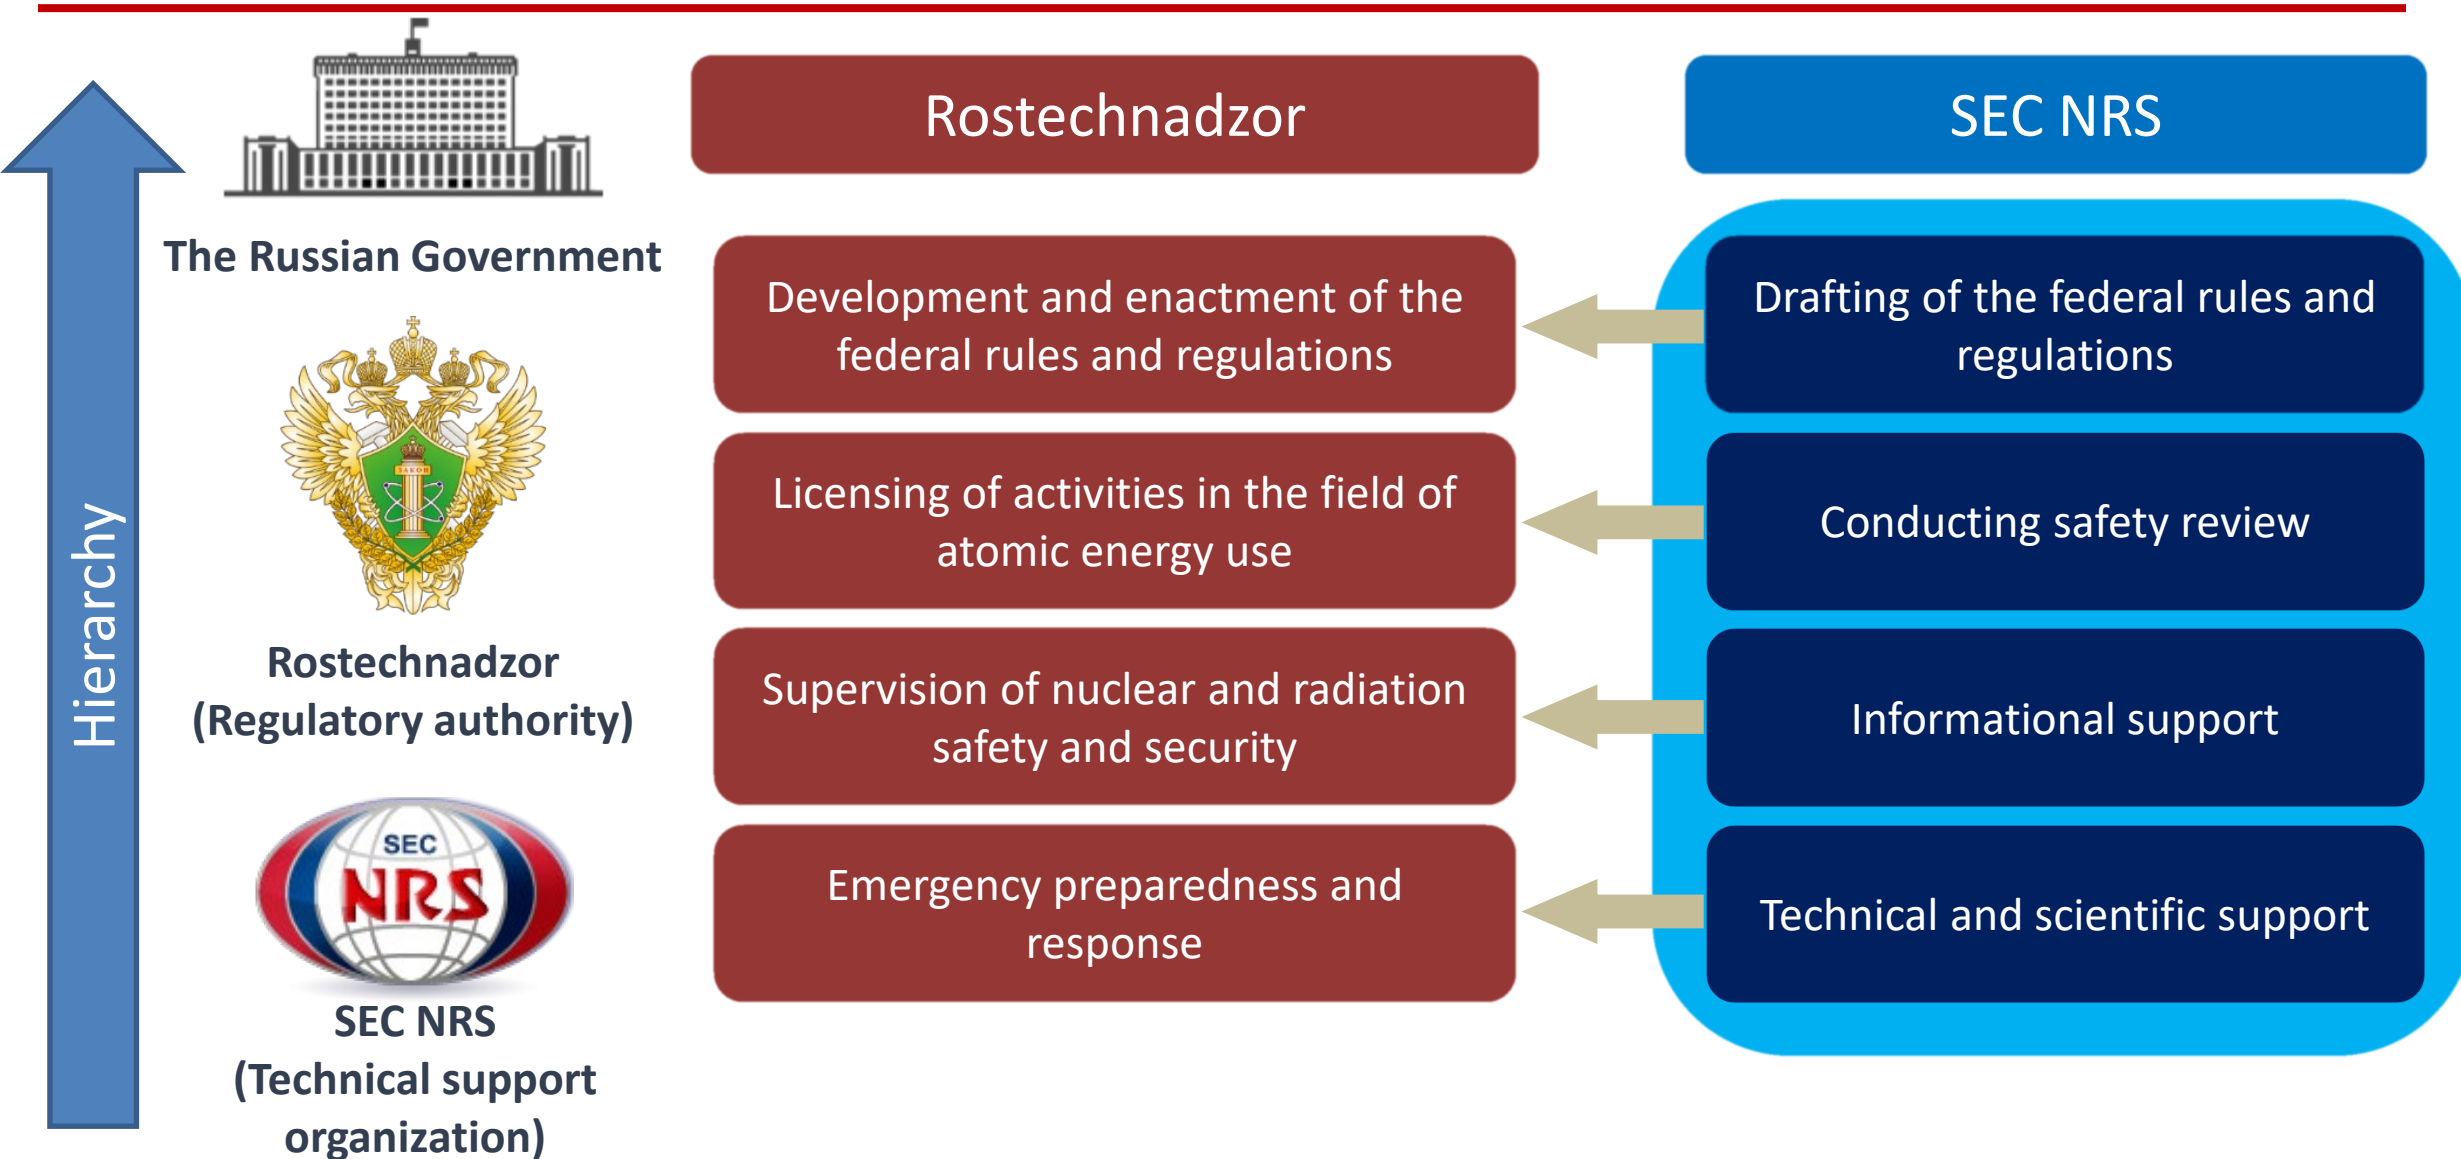 Hierarchy
The Russian Government
ЗАКОН
Rostechnadzor
(Regulatory authority)
SEC
NRS
SEC NRS
(Technical support
organization)
Rostechnadzor
Development and enactment of the
federal rules and regulations
Licensing of activities in the field of
atomic energy use
Supervision of nuclear and radiation
safety and security
Emergency preparedness and
response
SEC NRS
Drafting of the federal rules and
regulations
Conducting safety review
Informational support
Technical and scientific support